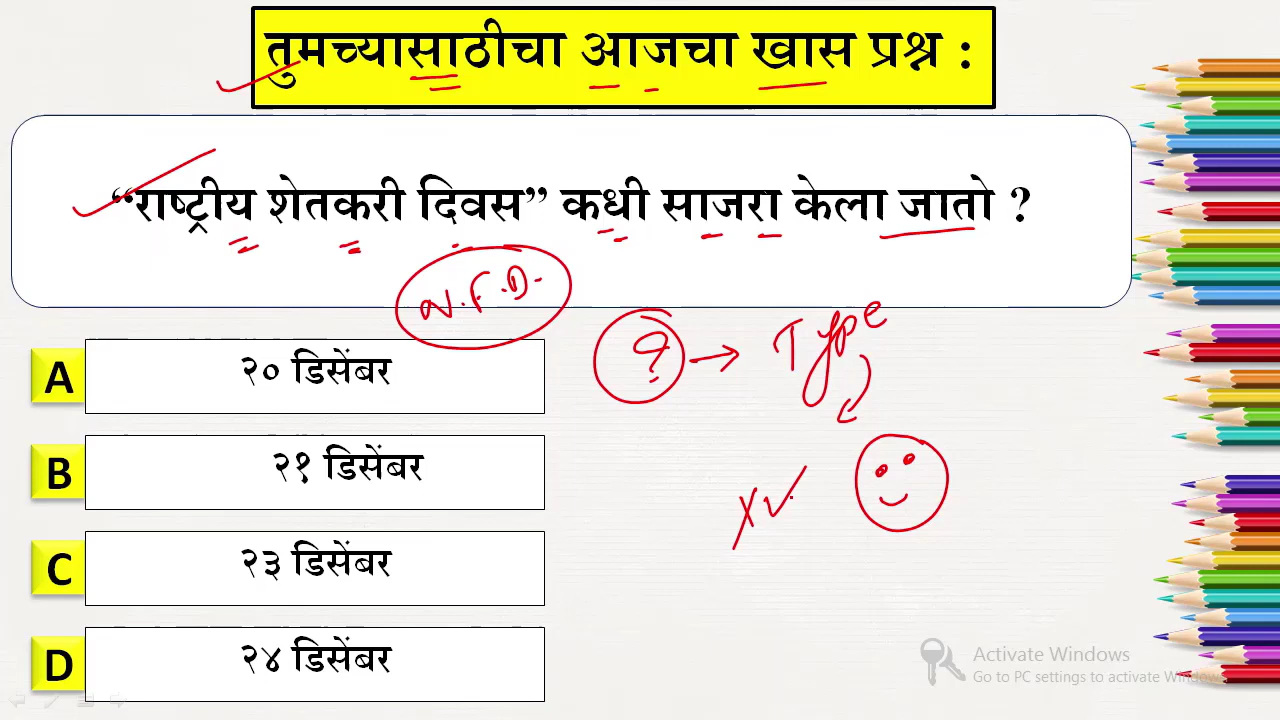 तुमच्यासाठीचा आजचा खास प्रश्न :
“राष्ट्रीय शेतकरी दिवस” कधी साजरा केला जातो ?
N.F.D.
? → Type
A २० डिसेंबर
B २१ डिसेंबर
C २३ डिसेंबर
D २४ डिसेंबर
Activate Windows
Go to PC settings to activate Windows.